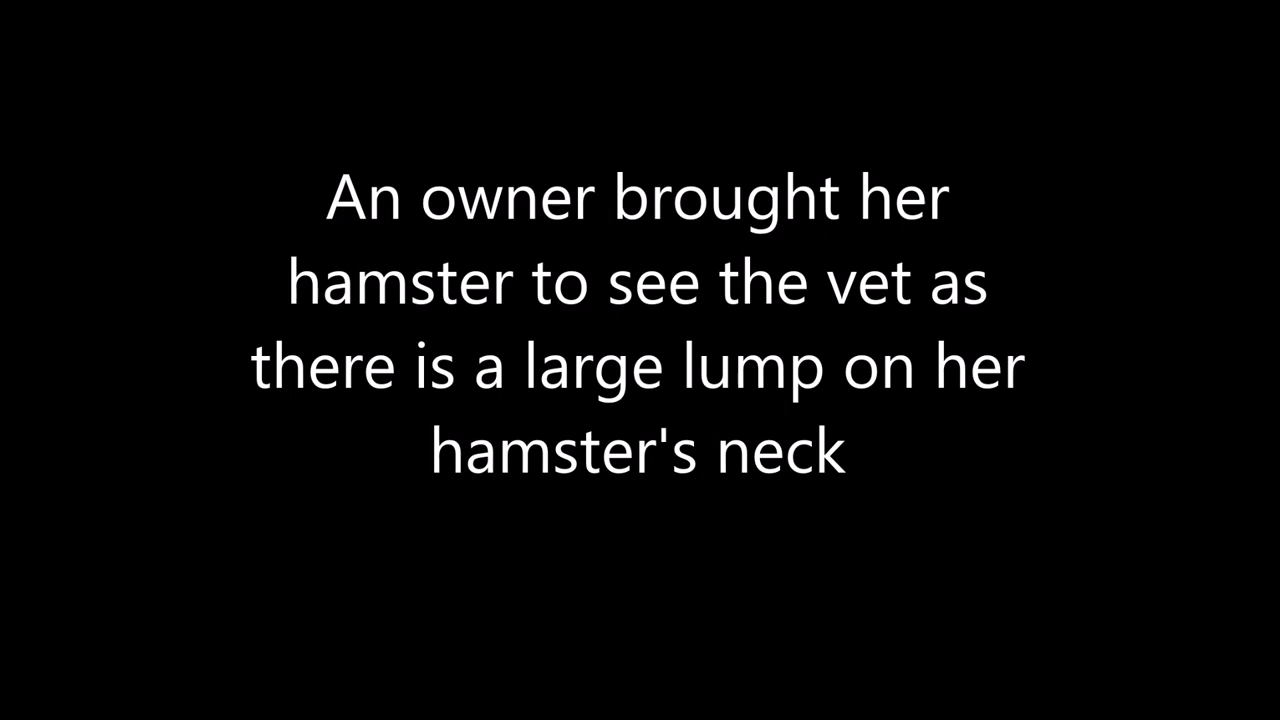 An owner brought her
hamster to see the vet as
there is a large lump on her
hamster's neck